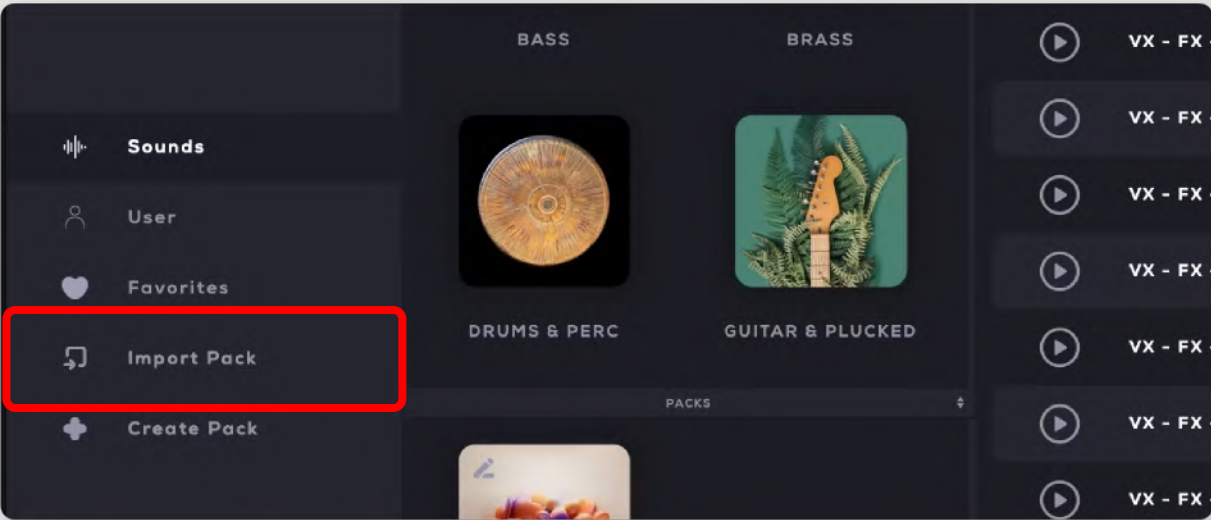 Sounds
User
Favorites
Import Pack
Create Pack
BASS
BRASS
DRUMS & PERC
GUITAR & PLUCKED
PACKS
VX - FX -
VX - FX -
VX - FX -
VX - FX -
VX - FX -
VX - FX -
VX - FX -